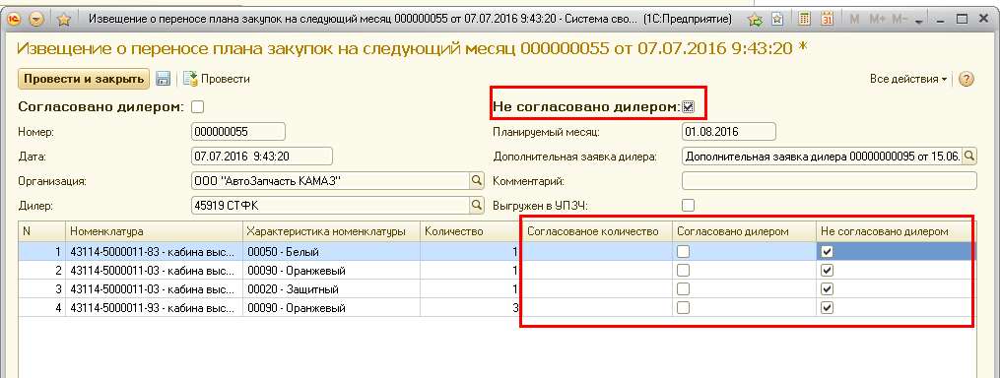 Извещение о переносе плана закупок на следующий месяц 000000055 от 07.07.2016 9:43:20 - Система сво... (1С:Предприятие) M M+ M-
Извещение о переносе плана закупок на следующий месяц 000000055 от 07.07.2016 9:43:20 *
Провести и закрыть Провести Все действия
Согласовано дилером: Не согласовано дилером:
Номер: 000000055 Планируемый месяц: 01.08.2016
Дата: 07.07.2016 9:43:20 Дополнительная заявка дилера: Дополнительная заявка дилера 00000000095 от 15.06.
Организация: ООО "АвтоЗапчасть КАМАЗ" Комментарий:
Дилер: 45919 СТФК Выгружен в УПЗЧ:
N Номенклатура Характеристика номенклатуры Количество Согласованое количество Согласовано дилером Не согласовано дилером
1 43114-5000011-83 - кабина выс... 00050 - Белый 1
2 43114-5000011-03 - кабина выс... 00090 - Оранжевый 1
3 43114-5000011-03 - кабина выс... 00020 - Защитный 1
4 43114-5000011-93 - кабина выс... 00090 - Оранжевый 3